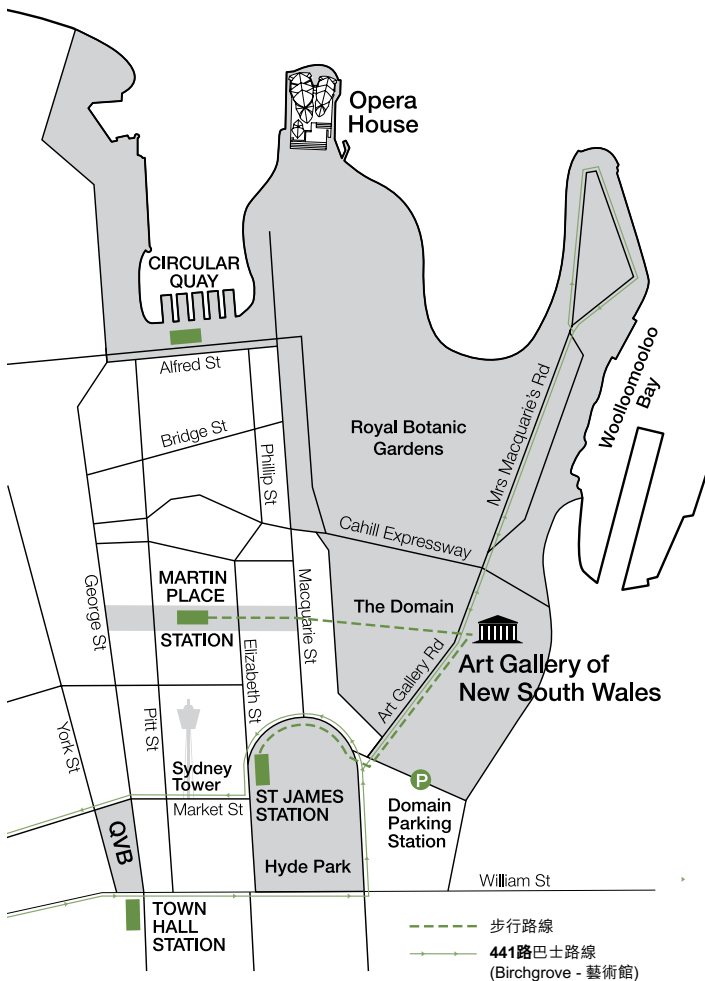 Opera
House
CIRCULAR
QUAY
Alfred St
Bridge St
Phillip St
Royal Botanic
Gardens
Mrs Macquarie's Rd
Woolloomooloo
Bay
Cahill Expressway
George St
MARTIN
PLACE
STATION
Elizabeth St
Macquarie St
The Domain
Art Gallery Rd
Art Gallery of
New South Wales
York St
Pitt St
Sydney
Tower
Market St
ST JAMES
STATION
P
Domain
Parking
Station
QVB
Hyde Park
William St
TOWN
HALL
STATION
步行路線
441路巴士路線
(Birchgrove - 藝術館)